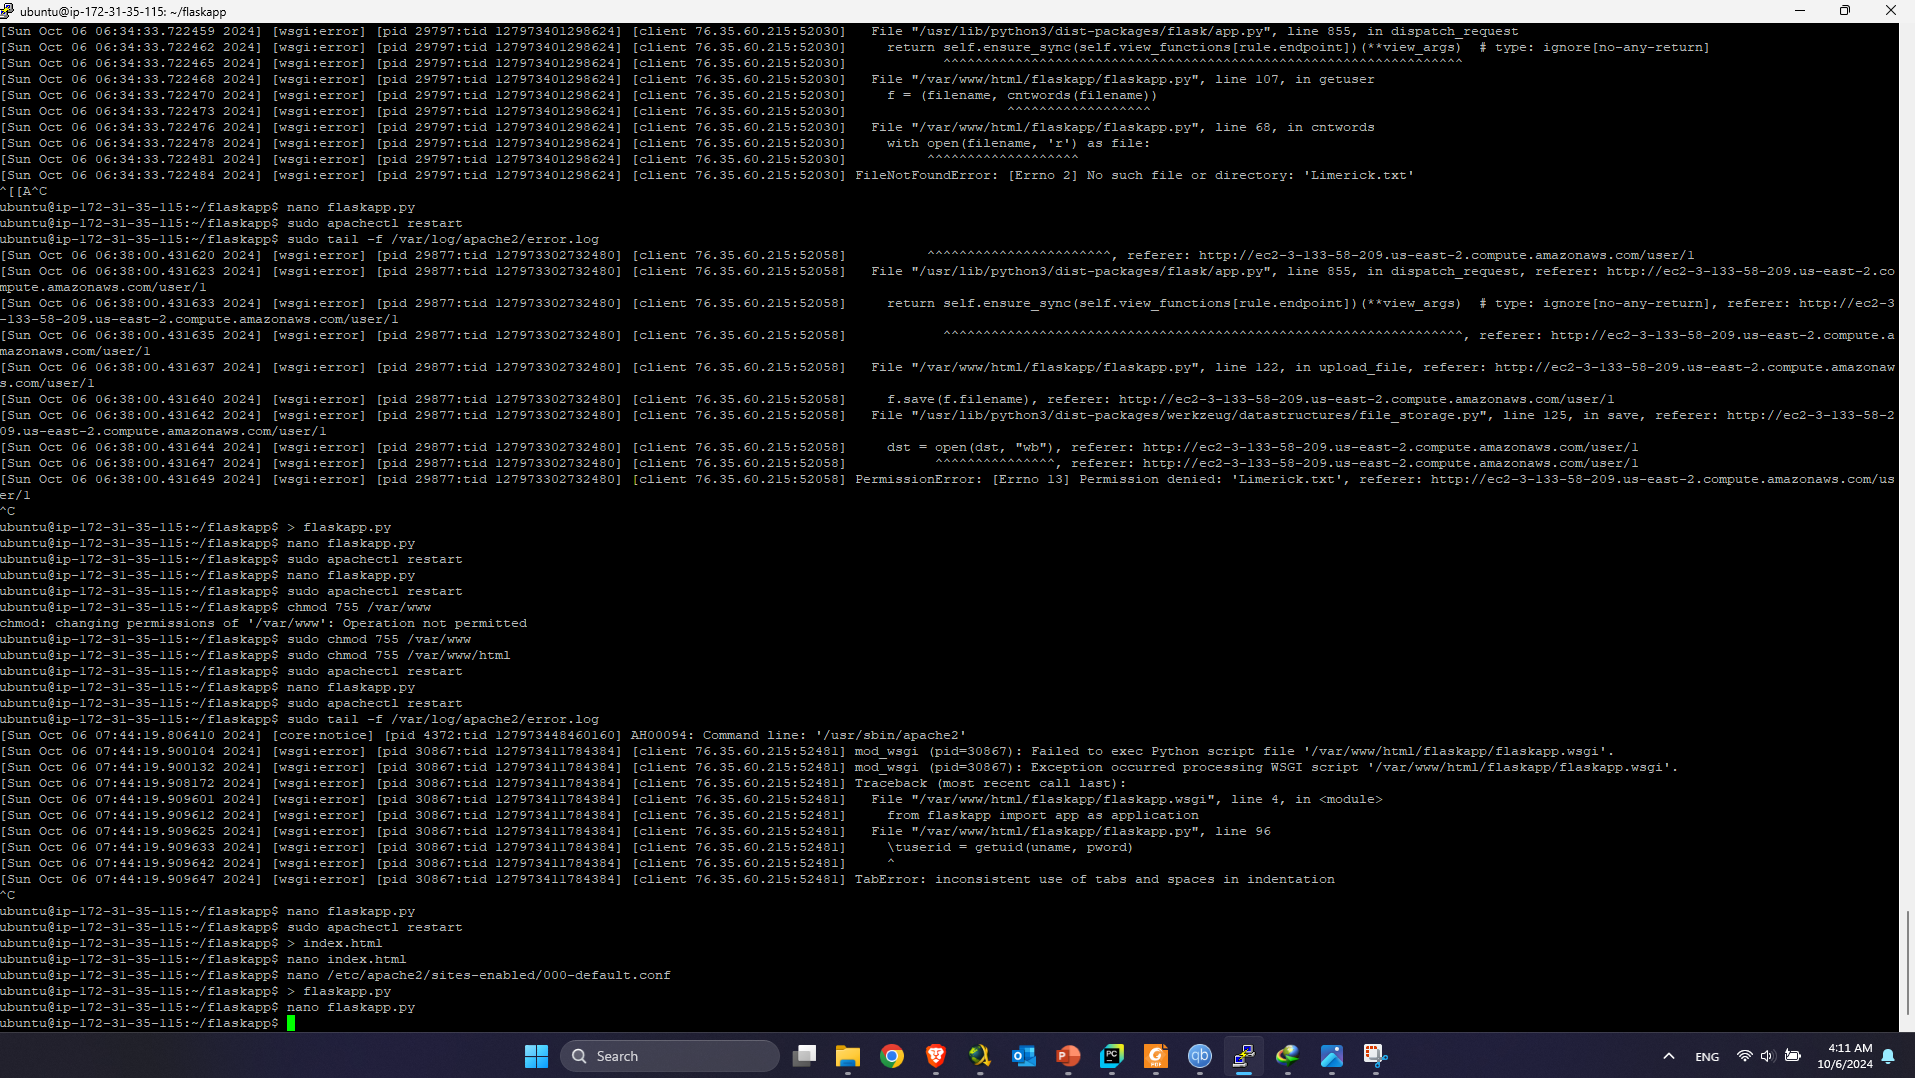 ubuntu@ip-172-31-35-115: ~/flaskapp
[Sun Oct 06 06:34:33.722459 2024] [wsgi:error] [pid 29797:tid 127973401298624] [client 76.35.60.215:52030]   File "/usr/lib/python3/dist-packages/flask/app.py", line 855, in dispatch_request
[Sun Oct 06 06:34:33.722462 2024] [wsgi:error] [pid 29797:tid 127973401298624] [client 76.35.60.215:52030]     return self.ensure_sync(self.view_functions[rule.endpoint])(**view_args)  # type: ignore[no-any-return]
[Sun Oct 06 06:34:33.722465 2024] [wsgi:error] [pid 29797:tid 127973401298624] [client 76.35.60.215:52030]            ^^^^^^^^^^^^^^^^^^^^^^^^^^^^^^^^^^^^^^^^^^^^^^^^^^^^^^^^^^^^^^^^^
[Sun Oct 06 06:34:33.722468 2024] [wsgi:error] [pid 29797:tid 127973401298624] [client 76.35.60.215:52030]   File "/var/www/html/flaskapp/flaskapp.py", line 107, in getuser
[Sun Oct 06 06:34:33.722470 2024] [wsgi:error] [pid 29797:tid 127973401298624] [client 76.35.60.215:52030]     f = (filename, cntwords(filename))
[Sun Oct 06 06:34:33.722473 2024] [wsgi:error] [pid 29797:tid 127973401298624] [client 76.35.60.215:52030]                    ^^^^^^^^^^^^^^^^^^
[Sun Oct 06 06:34:33.722476 2024] [wsgi:error] [pid 29797:tid 127973401298624] [client 76.35.60.215:52030]   File "/var/www/html/flaskapp/flaskapp.py", line 68, in cntwords
[Sun Oct 06 06:34:33.722478 2024] [wsgi:error] [pid 29797:tid 127973401298624] [client 76.35.60.215:52030]     with open(filename, 'r') as file:
[Sun Oct 06 06:34:33.722481 2024] [wsgi:error] [pid 29797:tid 127973401298624] [client 76.35.60.215:52030]          ^^^^^^^^^^^^^^^^^^^
[Sun Oct 06 06:34:33.722484 2024] [wsgi:error] [pid 29797:tid 127973401298624] [client 76.35.60.215:52030] FileNotFoundError: [Errno 2] No such file or directory: 'Limerick.txt'
^[[A^C
ubuntu@ip-172-31-35-115:~/flaskapp$ nano flaskapp.py
ubuntu@ip-172-31-35-115:~/flaskapp$ sudo apachectl restart
ubuntu@ip-172-31-35-115:~/flaskapp$ sudo tail -f /var/log/apache2/error.log
[Sun Oct 06 06:38:00.431620 2024] [wsgi:error] [pid 29877:tid 127973302732480] [client 76.35.60.215:52058]          ^^^^^^^^^^^^^^^^^^^^^^^, referer: http://ec2-3-133-58-209.us-east-2.compute.amazonaws.com/user/1
[Sun Oct 06 06:38:00.431623 2024] [wsgi:error] [pid 29877:tid 127973302732480] [client 76.35.60.215:52058]   File "/usr/lib/python3/dist-packages/flask/app.py", line 855, in dispatch_request, referer: http://ec2-3-133-58-209.us-east-2.co
mpute.amazonaws.com/user/1
[Sun Oct 06 06:38:00.431633 2024] [wsgi:error] [pid 29877:tid 127973302732480] [client 76.35.60.215:52058]     return self.ensure_sync(self.view_functions[rule.endpoint])(**view_args)  # type: ignore[no-any-return], referer: http://ec2-3
-133-58-209.us-east-2.compute.amazonaws.com/user/1
[Sun Oct 06 06:38:00.431635 2024] [wsgi:error] [pid 29877:tid 127973302732480] [client 76.35.60.215:52058]            ^^^^^^^^^^^^^^^^^^^^^^^^^^^^^^^^^^^^^^^^^^^^^^^^^^^^^^^^^^^^^^^^^, referer: http://ec2-3-133-58-209.us-east-2.compute.a
mazonaws.com/user/1
[Sun Oct 06 06:38:00.431637 2024] [wsgi:error] [pid 29877:tid 127973302732480] [client 76.35.60.215:52058]   File "/var/www/html/flaskapp/flaskapp.py", line 122, in upload_file, referer: http://ec2-3-133-58-209.us-east-2.compute.amazonaw
s.com/user/1
[Sun Oct 06 06:38:00.431640 2024] [wsgi:error] [pid 29877:tid 127973302732480] [client 76.35.60.215:52058]     f.save(f.filename), referer: http://ec2-3-133-58-209.us-east-2.compute.amazonaws.com/user/1
[Sun Oct 06 06:38:00.431642 2024] [wsgi:error] [pid 29877:tid 127973302732480] [client 76.35.60.215:52058]   File "/usr/lib/python3/dist-packages/werkzeug/datastructures/file_storage.py", line 125, in save, referer: http://ec2-3-133-58-2
09.us-east-2.compute.amazonaws.com/user/1
[Sun Oct 06 06:38:00.431644 2024] [wsgi:error] [pid 29877:tid 127973302732480] [client 76.35.60.215:52058]     dst = open(dst, "wb"), referer: http://ec2-3-133-58-209.us-east-2.compute.amazonaws.com/user/1
[Sun Oct 06 06:38:00.431647 2024] [wsgi:error] [pid 29877:tid 127973302732480] [client 76.35.60.215:52058]           ^^^^^^^^^^^^^^^, referer: http://ec2-3-133-58-209.us-east-2.compute.amazonaws.com/user/1
[Sun Oct 06 06:38:00.431649 2024] [wsgi:error] [pid 29877:tid 127973302732480] [client 76.35.60.215:52058] PermissionError: [Errno 13] Permission denied: 'Limerick.txt', referer: http://ec2-3-133-58-209.us-east-2.compute.amazonaws.com/us
er/1
^C
ubuntu@ip-172-31-35-115:~/flaskapp$ > flaskapp.py
ubuntu@ip-172-31-35-115:~/flaskapp$ nano flaskapp.py
ubuntu@ip-172-31-35-115:~/flaskapp$ sudo apachectl restart
ubuntu@ip-172-31-35-115:~/flaskapp$ nano flaskapp.py
ubuntu@ip-172-31-35-115:~/flaskapp$ sudo apachectl restart
ubuntu@ip-172-31-35-115:~/flaskapp$ chmod 755 /var/www
chmod: changing permissions of '/var/www': Operation not permitted
ubuntu@ip-172-31-35-115:~/flaskapp$ sudo chmod 755 /var/www
ubuntu@ip-172-31-35-115:~/flaskapp$ sudo chmod 755 /var/www/html
ubuntu@ip-172-31-35-115:~/flaskapp$ sudo apachectl restart
ubuntu@ip-172-31-35-115:~/flaskapp$ nano flaskapp.py
ubuntu@ip-172-31-35-115:~/flaskapp$ sudo apachectl restart
ubuntu@ip-172-31-35-115:~/flaskapp$ sudo tail -f /var/log/apache2/error.log
[Sun Oct 06 07:44:19.806410 2024] [core:notice] [pid 4372:tid 127973448460160] AH00094: Command line: '/usr/sbin/apache2'
[Sun Oct 06 07:44:19.900104 2024] [wsgi:error] [pid 30867:tid 127973411784384] [client 76.35.60.215:52481] mod_wsgi (pid=30867): Failed to exec Python script file '/var/www/html/flaskapp/flaskapp.wsgi'.
[Sun Oct 06 07:44:19.900132 2024] [wsgi:error] [pid 30867:tid 127973411784384] [client 76.35.60.215:52481] mod_wsgi (pid=30867): Exception occurred processing WSGI script '/var/www/html/flaskapp/flaskapp.wsgi'.
[Sun Oct 06 07:44:19.908172 2024] [wsgi:error] [pid 30867:tid 127973411784384] [client 76.35.60.215:52481] Traceback (most recent call last):
[Sun Oct 06 07:44:19.909601 2024] [wsgi:error] [pid 30867:tid 127973411784384] [client 76.35.60.215:52481]   File "/var/www/html/flaskapp/flaskapp.wsgi", line 4, in <module>
[Sun Oct 06 07:44:19.909612 2024] [wsgi:error] [pid 30867:tid 127973411784384] [client 76.35.60.215:52481]     from flaskapp import app as application
[Sun Oct 06 07:44:19.909625 2024] [wsgi:error] [pid 30867:tid 127973411784384] [client 76.35.60.215:52481]   File "/var/www/html/flaskapp/flaskapp.py", line 96
[Sun Oct 06 07:44:19.909633 2024] [wsgi:error] [pid 30867:tid 127973411784384] [client 76.35.60.215:52481]     \tuserid = getuid(uname, pword)
[Sun Oct 06 07:44:19.909642 2024] [wsgi:error] [pid 30867:tid 127973411784384] [client 76.35.60.215:52481]     ^
[Sun Oct 06 07:44:19.909647 2024] [wsgi:error] [pid 30867:tid 127973411784384] [client 76.35.60.215:52481] TabError: inconsistent use of tabs and spaces in indentation
^C
ubuntu@ip-172-31-35-115:~/flaskapp$ nano flaskapp.py
ubuntu@ip-172-31-35-115:~/flaskapp$ sudo apachectl restart
ubuntu@ip-172-31-35-115:~/flaskapp$ > index.html
ubuntu@ip-172-31-35-115:~/flaskapp$ nano index.html
ubuntu@ip-172-31-35-115:~/flaskapp$ nano /etc/apache2/sites-enabled/000-default.conf
ubuntu@ip-172-31-35-115:~/flaskapp$ > flaskapp.py
ubuntu@ip-172-31-35-115:~/flaskapp$ nano flaskapp.py
ubuntu@ip-172-31-35-115:~/flaskapp$
Search
ENG
4:11 AM
10/6/2024